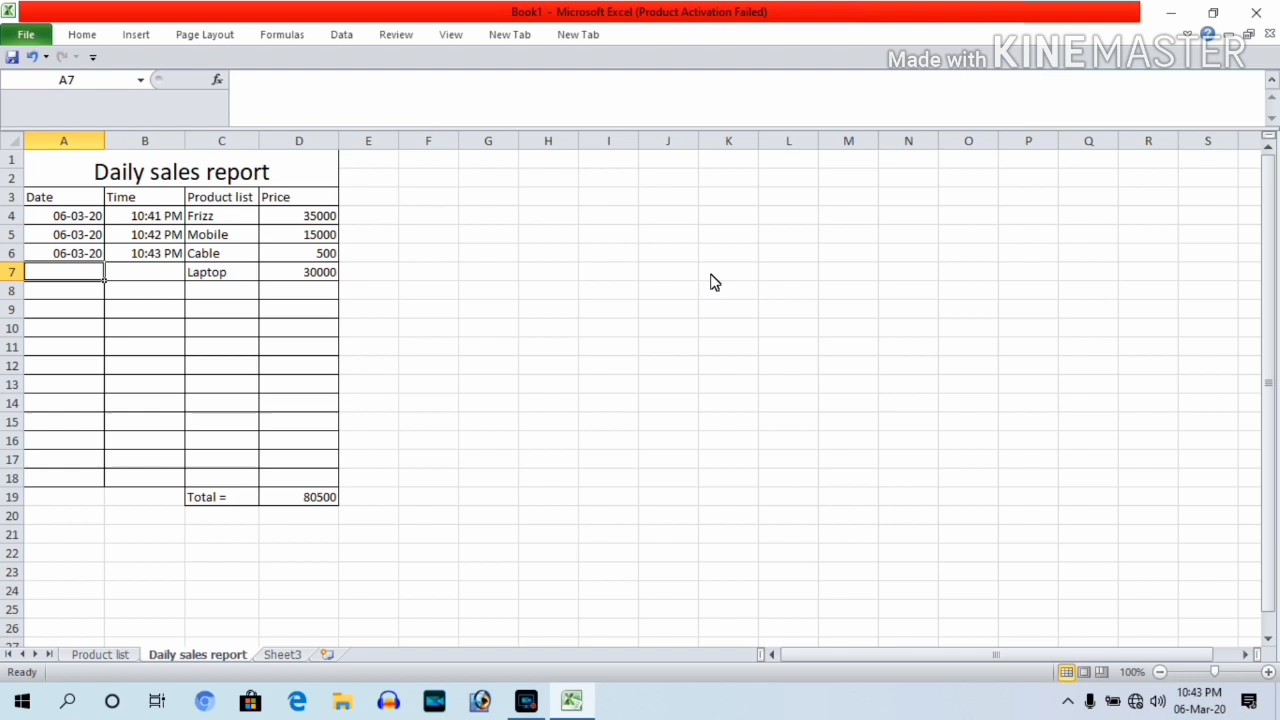 Book1 - Microsoft Excel (Product Activation Failed)
File Home Insert Page Layout Formulas Data Review View New Tab New Tab
Made with KINEMASTER
A7 fx
A B C D E F G H I J K L M N O P Q R S
1
Daily sales report
2
3 Date Time Product list Price
4 06-03-20 10:41 PM Frizz 35000
5 06-03-20 10:42 PM Mobile 15000
6 06-03-20 10:43 PM Cable 500
7 Laptop 30000
8
9
10
11
12
13
14
15
16
17
18
19 Total = 80500
20
21
22
23
24
25
26
27
Product list Daily sales report Sheet3
Ready 100%
10:43 PM
06-Mar-20